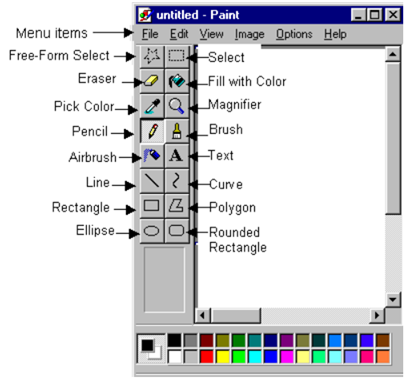 untitled - Paint
Menu items File Edit View Image Options Help
Free-Form Select Select
Eraser Fill with Color
Pick Color Magnifier
Pencil Brush
Airbrush A Text
Line Curve
Rectangle Polygon
Ellipse Rounded
Rectangle